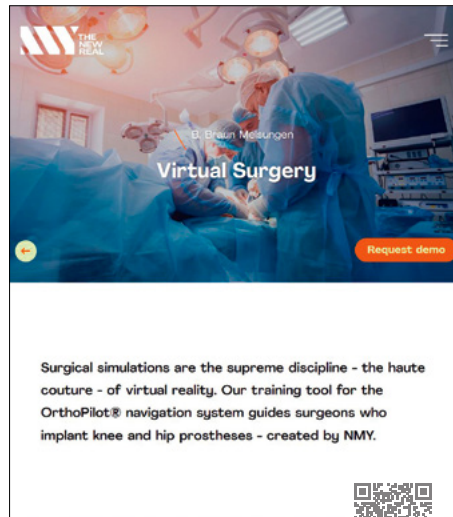 NMY THE
NEW
REAL
B. Braun Melsungen
Virtual Surgery
Request demo
Surgical simulations are the supreme discipline - the haute
couture - of virtual reality. Our training tool for the
OrthoPilot® navigation system guides surgeons who
implant knee and hip prostheses - created by NMY.